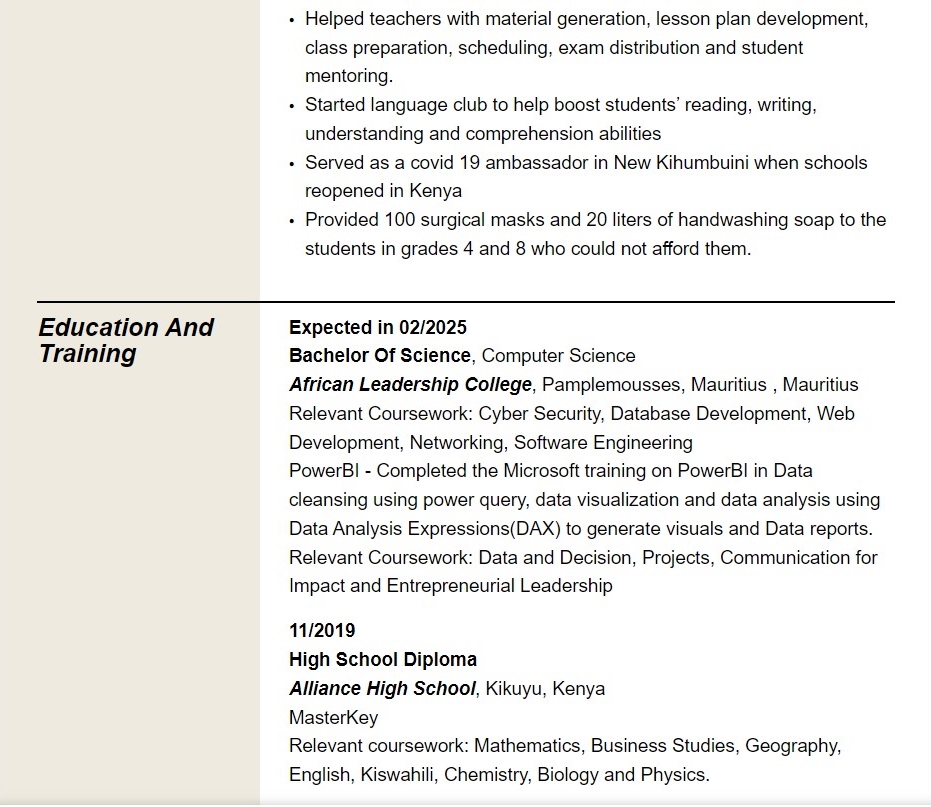 • Helped teachers with material generation, lesson plan development,
class preparation, scheduling, exam distribution and student
mentoring.
• Started language club to help boost students’ reading, writing,
understanding and comprehension abilities
• Served as a covid 19 ambassador in New Kihumbuini when schools
reopened in Kenya
• Provided 100 surgical masks and 20 liters of handwashing soap to the
students in grades 4 and 8 who could not afford them.
Education And
Training
Expected in 02/2025
Bachelor Of Science, Computer Science
African Leadership College, Pamplemousses, Mauritius , Mauritius
Relevant Coursework: Cyber Security, Database Development, Web
Development, Networking, Software Engineering
PowerBI - Completed the Microsoft training on PowerBI in Data
cleansing using power query, data visualization and data analysis using
Data Analysis Expressions(DAX) to generate visuals and Data reports.
Relevant Coursework: Data and Decision, Projects, Communication for
Impact and Entrepreneurial Leadership
11/2019
High School Diploma
Alliance High School, Kikuyu, Kenya
MasterKey
Relevant coursework: Mathematics, Business Studies, Geography,
English, Kiswahili, Chemistry, Biology and Physics.